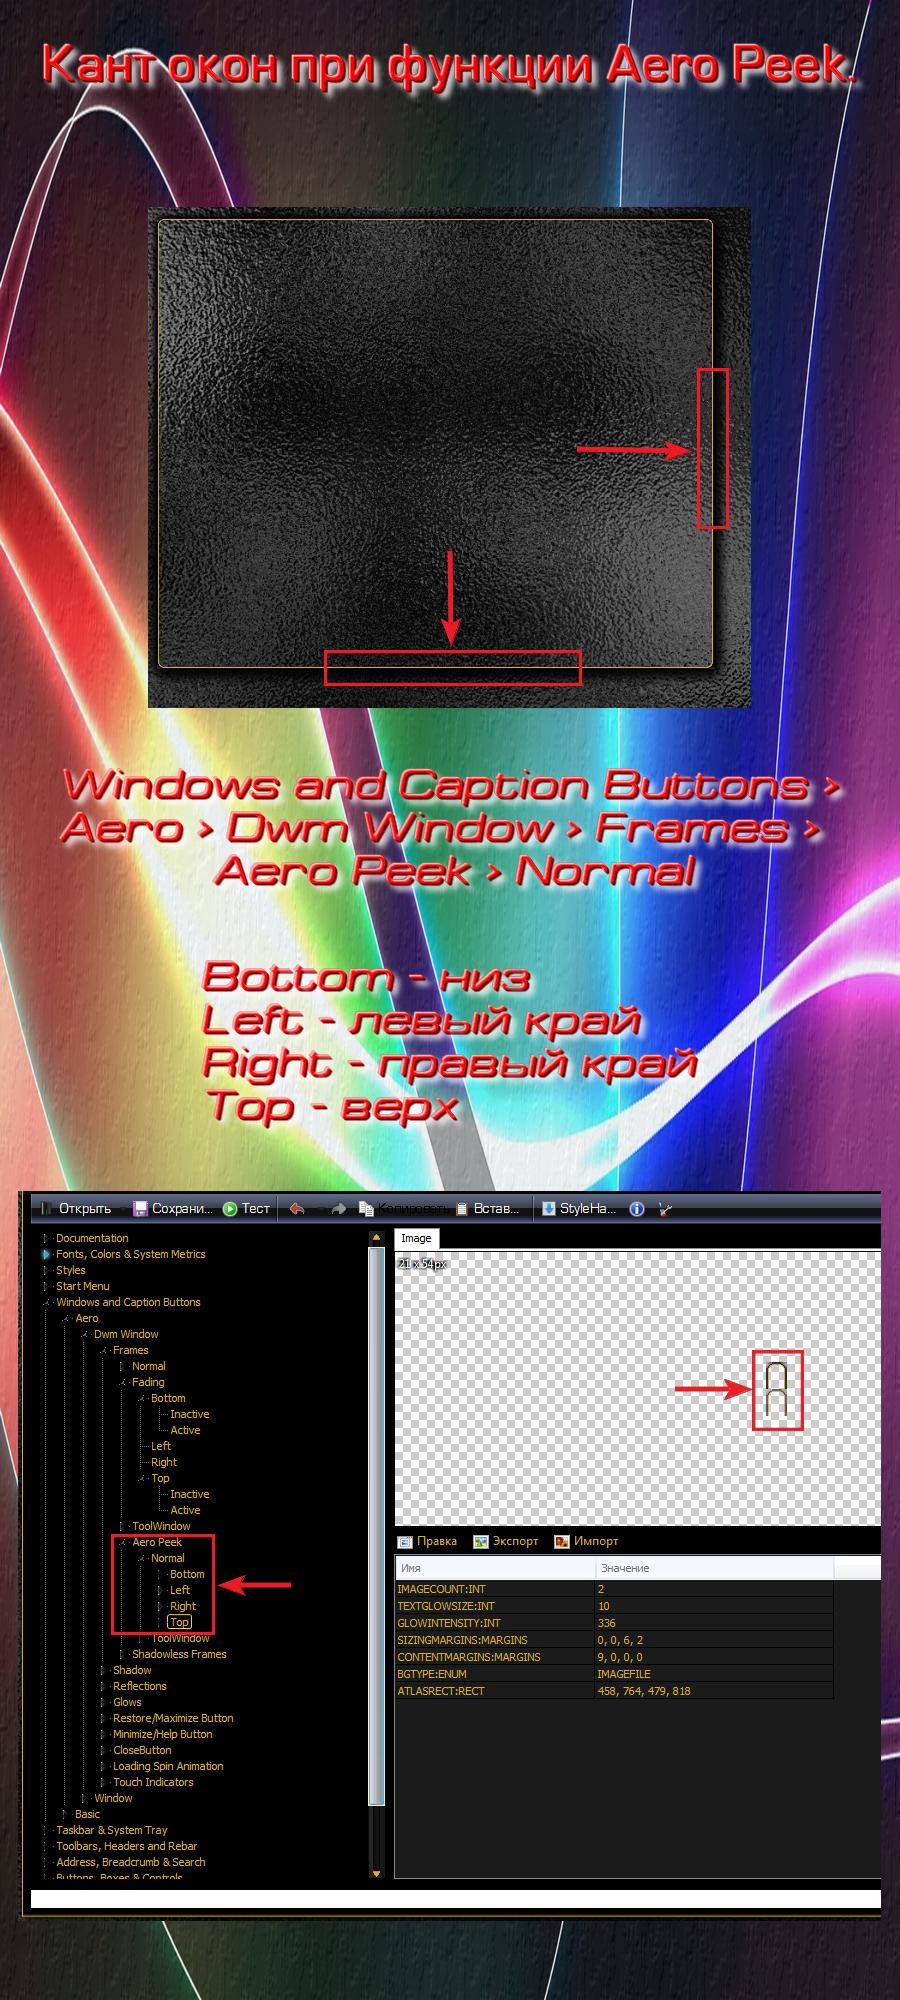 Кант окон при функции Aero Peek.
Windows and Caption Buttons >
Aero > Dwm Window > Frames >
Aero Peek > Normal
Bottom - низ
Left - левый край
Right - правый край
Top - верх
Открыть Сохрани... Тест Копировать Встав... StyleHa...
Documentation
Fonts, Colors & System Metrics
Styles
Start Menu
Windows and Caption Buttons
Aero
Dwm Window
Frames
Normal
Fading
Bottom
Inactive
Active
Left
Right
Top
Inactive
Active
ToolWindow
Aero Peek
Normal
Bottom
Left
Right
Top
ToolWindow
Shadowless Frames
Shadow
Reflections
Glows
Restore/Maximize Button
Minimize/Help Button
CloseButton
Loading Spin Animation
Touch Indicators
Window
Basic
Taskbar & System Tray
Toolbars, Headers and Rebar
Address, Breadcrumb & Search
Buttons, Boxes & Controls
Image
21 x 54px
Правка Экспорт Импорт
Имя Значение
IMAGECOUNT:INT 2
TEXTGLOWSIZE:INT 10
GLOWINTENSITY:INT 336
SIZINGMARGINS:MARGINS 0, 0, 6, 2
CONTENTMARGINS:MARGINS 9, 0, 0, 0
BGTYPE:ENUM IMAGEFILE
ATLASRECT:RECT 458, 764, 479, 818